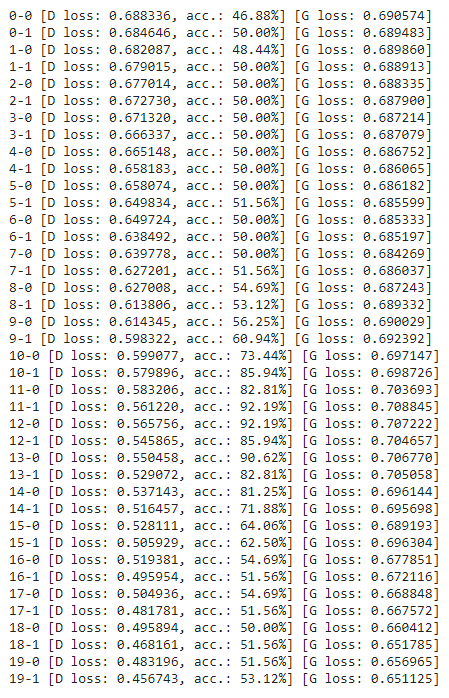 0-0 [D loss: 0.688336, acc.: 46.88%] [G loss: 0.690574]
0-1 [D loss: 0.684646, acc.: 50.00%] [G loss: 0.689483]
1-0 [D loss: 0.682087, acc.: 48.44%] [G loss: 0.689860]
1-1 [D loss: 0.679015, acc.: 50.00%] [G loss: 0.688913]
2-0 [D loss: 0.677014, acc.: 50.00%] [G loss: 0.688335]
2-1 [D loss: 0.672730, acc.: 50.00%] [G loss: 0.687900]
3-0 [D loss: 0.671320, acc.: 50.00%] [G loss: 0.687214]
3-1 [D loss: 0.666337, acc.: 50.00%] [G loss: 0.687079]
4-0 [D loss: 0.665148, acc.: 50.00%] [G loss: 0.686752]
4-1 [D loss: 0.658183, acc.: 50.00%] [G loss: 0.686065]
5-0 [D loss: 0.658074, acc.: 50.00%] [G loss: 0.686182]
5-1 [D loss: 0.649834, acc.: 51.56%] [G loss: 0.685599]
6-0 [D loss: 0.649724, acc.: 50.00%] [G loss: 0.685333]
6-1 [D loss: 0.638492, acc.: 50.00%] [G loss: 0.685197]
7-0 [D loss: 0.639778, acc.: 50.00%] [G loss: 0.684269]
7-1 [D loss: 0.627201, acc.: 51.56%] [G loss: 0.686037]
8-0 [D loss: 0.627008, acc.: 54.69%] [G loss: 0.687243]
8-1 [D loss: 0.613806, acc.: 53.12%] [G loss: 0.689332]
9-0 [D loss: 0.614345, acc.: 56.25%] [G loss: 0.690029]
9-1 [D loss: 0.598322, acc.: 60.94%] [G loss: 0.692392]
10-0 [D loss: 0.599077, acc.: 73.44%] [G loss: 0.697147]
10-1 [D loss: 0.579896, acc.: 85.94%] [G loss: 0.698726]
11-0 [D loss: 0.583206, acc.: 82.81%] [G loss: 0.703693]
11-1 [D loss: 0.561220, acc.: 92.19%] [G loss: 0.708845]
12-0 [D loss: 0.565756, acc.: 92.19%] [G loss: 0.707222]
12-1 [D loss: 0.545865, acc.: 85.94%] [G loss: 0.704657]
13-0 [D loss: 0.550458, acc.: 90.62%] [G loss: 0.706770]
13-1 [D loss: 0.529072, acc.: 82.81%] [G loss: 0.705058]
14-0 [D loss: 0.537143, acc.: 81.25%] [G loss: 0.696144]
14-1 [D loss: 0.516457, acc.: 71.88%] [G loss: 0.695698]
15-0 [D loss: 0.528111, acc.: 64.06%] [G loss: 0.689193]
15-1 [D loss: 0.505929, acc.: 62.50%] [G loss: 0.696304]
16-0 [D loss: 0.519381, acc.: 54.69%] [G loss: 0.677851]
16-1 [D loss: 0.495954, acc.: 51.56%] [G loss: 0.672116]
17-0 [D loss: 0.504936, acc.: 54.69%] [G loss: 0.668848]
17-1 [D loss: 0.481781, acc.: 51.56%] [G loss: 0.667572]
18-0 [D loss: 0.495894, acc.: 50.00%] [G loss: 0.660412]
18-1 [D loss: 0.468161, acc.: 51.56%] [G loss: 0.651785]
19-0 [D loss: 0.483196, acc.: 51.56%] [G loss: 0.656965]
19-1 [D loss: 0.456743, acc.: 53.12%] [G loss: 0.651125]